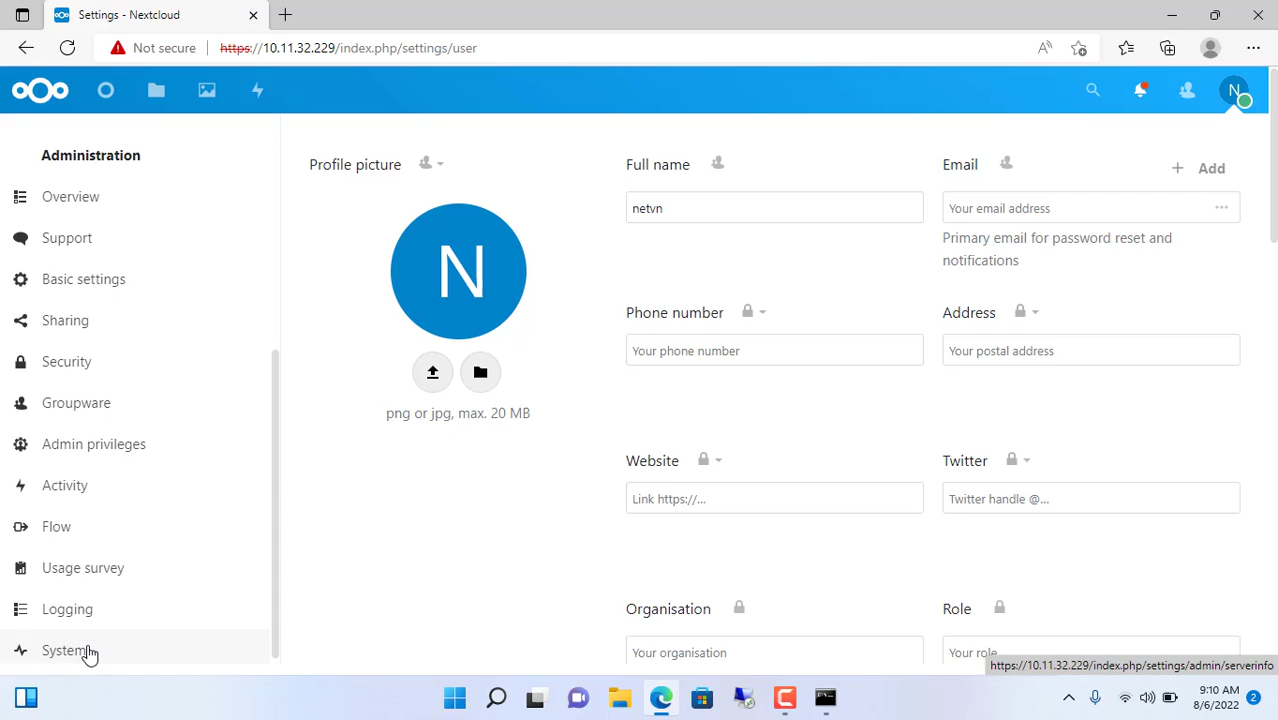 Settings - Nextcloud
Not secure
https://10.11.32.229/index.php/settings/user
N
Administration
Overview
Support
Basic settings
Sharing
Security
Groupware
Admin privileges
Activity
Flow
Usage survey
Logging
System
Profile picture
N
png or jpg, max. 20 MB
Full name
netvn
Email
Add
Your email address
Primary email for password reset and
notifications
Phone number
Your phone number
Address
Your postal address
Website
Link https://...
Twitter
Twitter handle @...
Organisation
Your organisation
Role
Your role
https://10.11.32.229/index.php/settings/admin/serverinfo
9:10 AM
8/6/2022
2